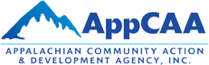 AppCAA
APPALACHIAN COMMUNITY ACTION
& DEVELOPMENT AGENCY, INC.